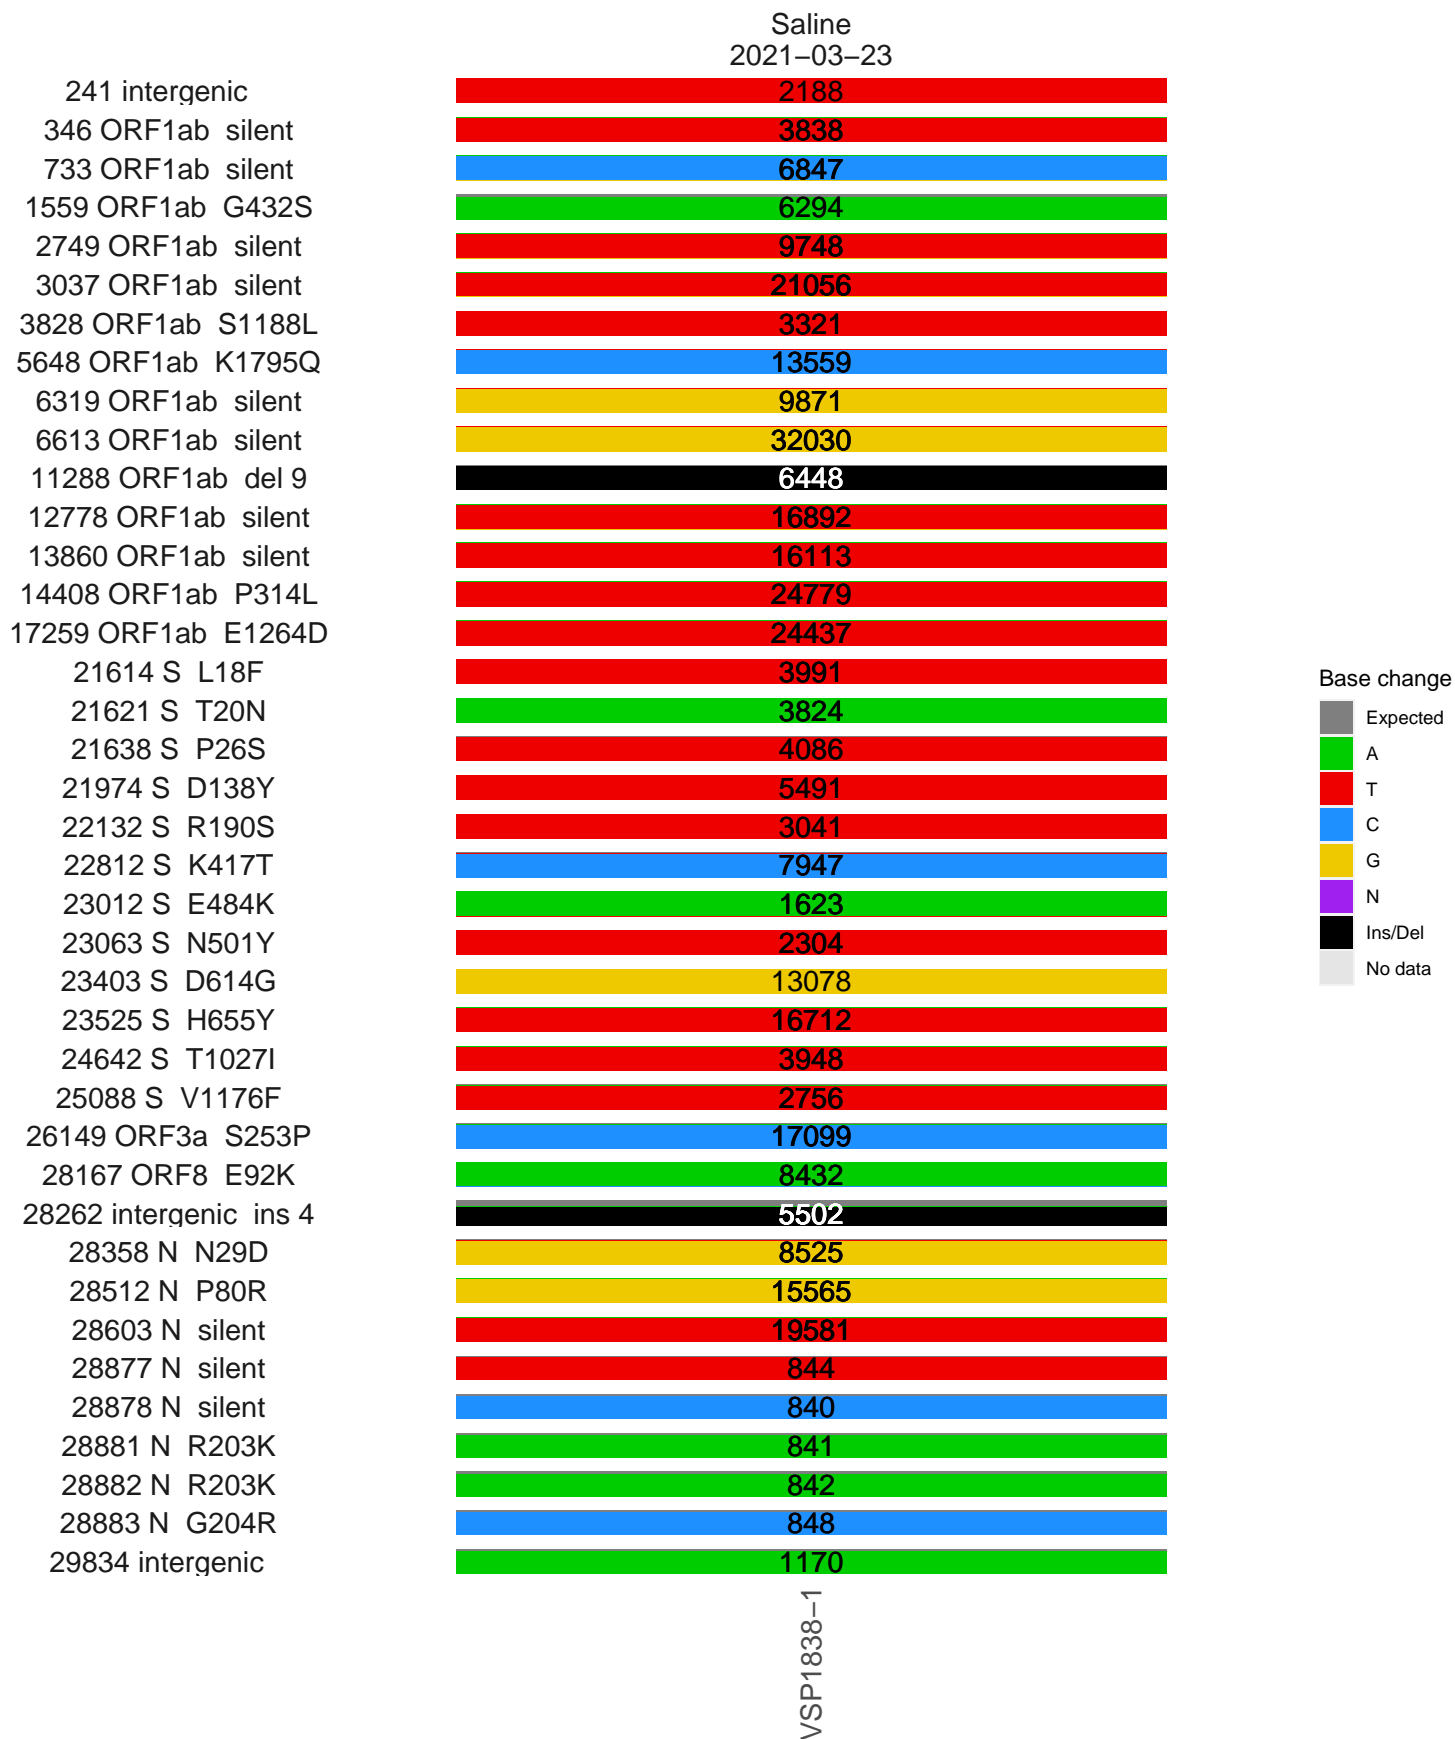 Saline
2021−03−23
241 intergenic 2188
346 ORF1ab silent 3838
733 ORF1ab silent 6847
1559 ORF1ab G432S 6294
2749 ORF1ab silent 9748
3037 ORF1ab silent 21056
3828 ORF1ab S1188L 3321
5648 ORF1ab K1795Q 13559
6319 ORF1ab silent 9871
6613 ORF1ab silent 32030
11288 ORF1ab del 9 6448
12778 ORF1ab silent 16892
13860 ORF1ab silent 16113
14408 ORF1ab P314L 24779
17259 ORF1ab E1264D 24437
21614 S L18F 3991
21621 S T20N 3824
21638 S P26S 4086
21974 S D138Y 5491
22132 S R190S 3041
22812 S K417T 7947
23012 S E484K 1623
23063 S N501Y 2304
23403 S D614G 13078
23525 S H655Y 16712
24642 S T1027I 3948
25088 S V1176F 2756
26149 ORF3a S253P 17099
28167 ORF8 E92K 8432
28262 intergenic ins 4 5502
28358 N N29D 8525
28512 N P80R 15565
28603 N silent 19581
28877 N silent 844
28878 N silent 840
28881 N R203K 841
28882 N R203K 842
28883 N G204R 848
29834 intergenic 1170
VSP1838−1
Base change
Expected
A
T
C
G
N
Ins/Del
No data